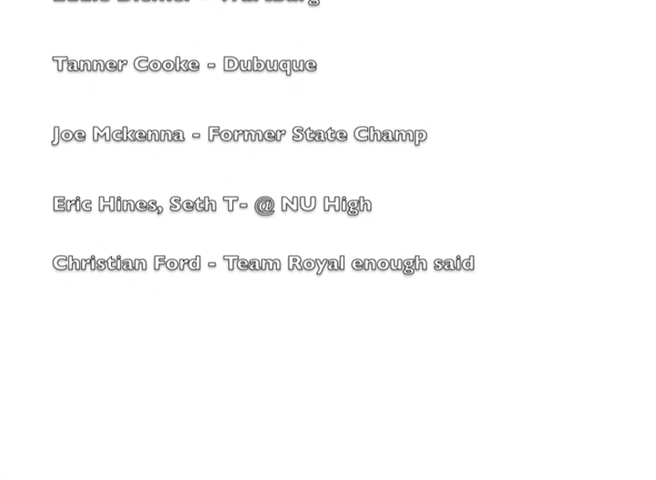 Tanner Cooke - Dubuque
Joe Mckenna - Former State Champ
Eric Hines, Seth T- @ NU High
Christian Ford - Team Royal enough said